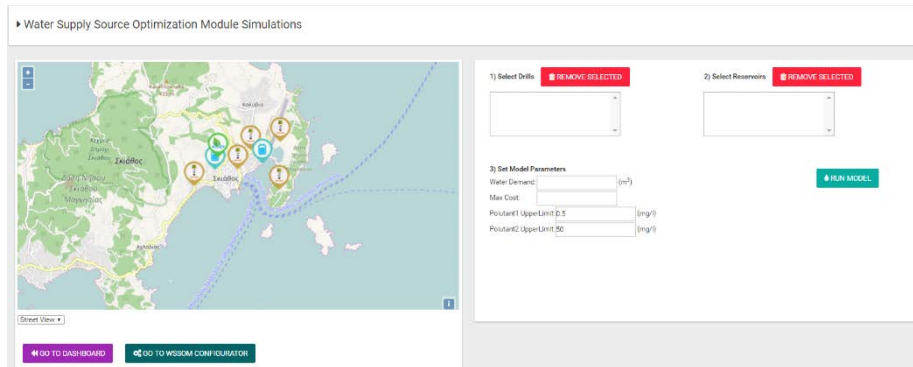 Water Supply Source Optimization Module Simulations
+
-
Κακόβια
Σκιάθος
Σκιάθος
i
Street View
GO TO DASHBOARD
GO TO WSSOM CONFIGURATOR
1) Select Drills REMOVE SELECTED
2) Select Reservoirs REMOVE SELECTED
3) Set Model Parameters
Water Demand: (m³)
Max Cost:
Polutant1 UpperLimit: 0.5 (mg/l)
Polutant2 UpperLimit: 50 (mg/l)
RUN MODEL